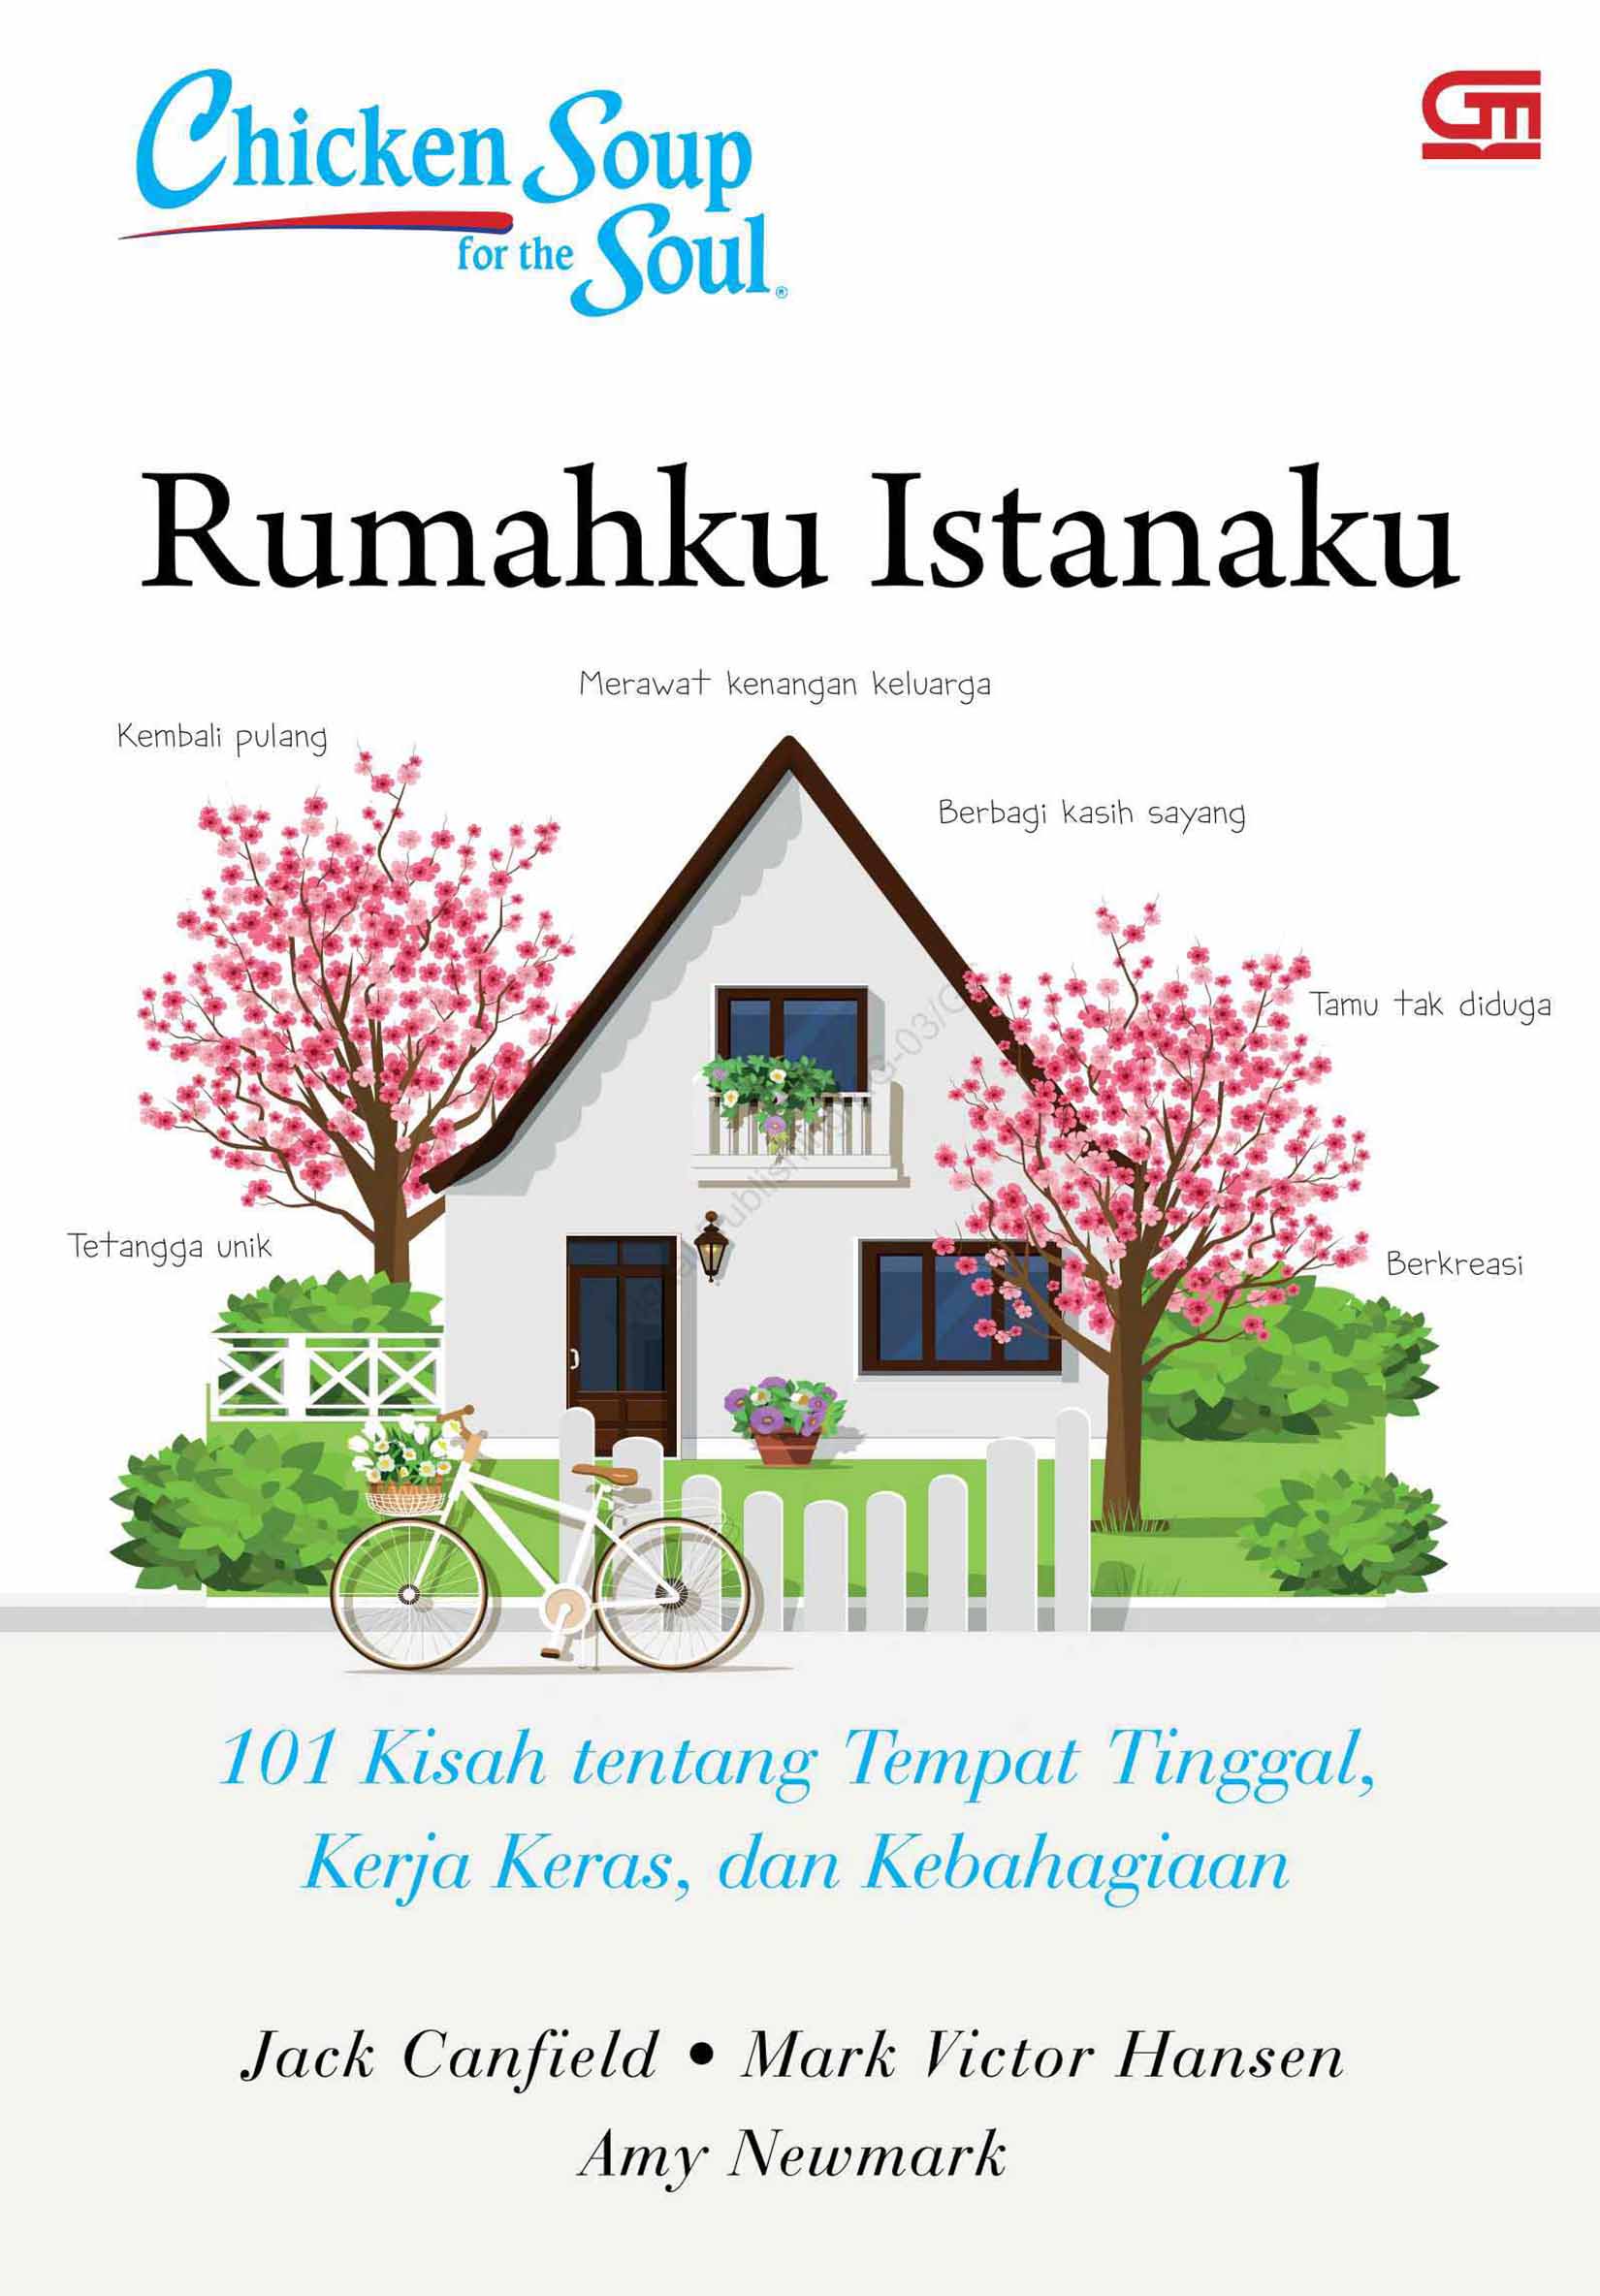 Chicken Soup
for the Soul®
GM
Rumahku Istanaku
Merawat kenangan keluarga
Kembali pulang
Berbagi kasih sayang
Tamu tak diduga
Tetangga unik
Berkreasi
101 Kisah tentang Tempat Tinggal,
Kerja Keras, dan Kebahagiaan
Jack Canfield • Mark Victor Hansen
Amy Newmark